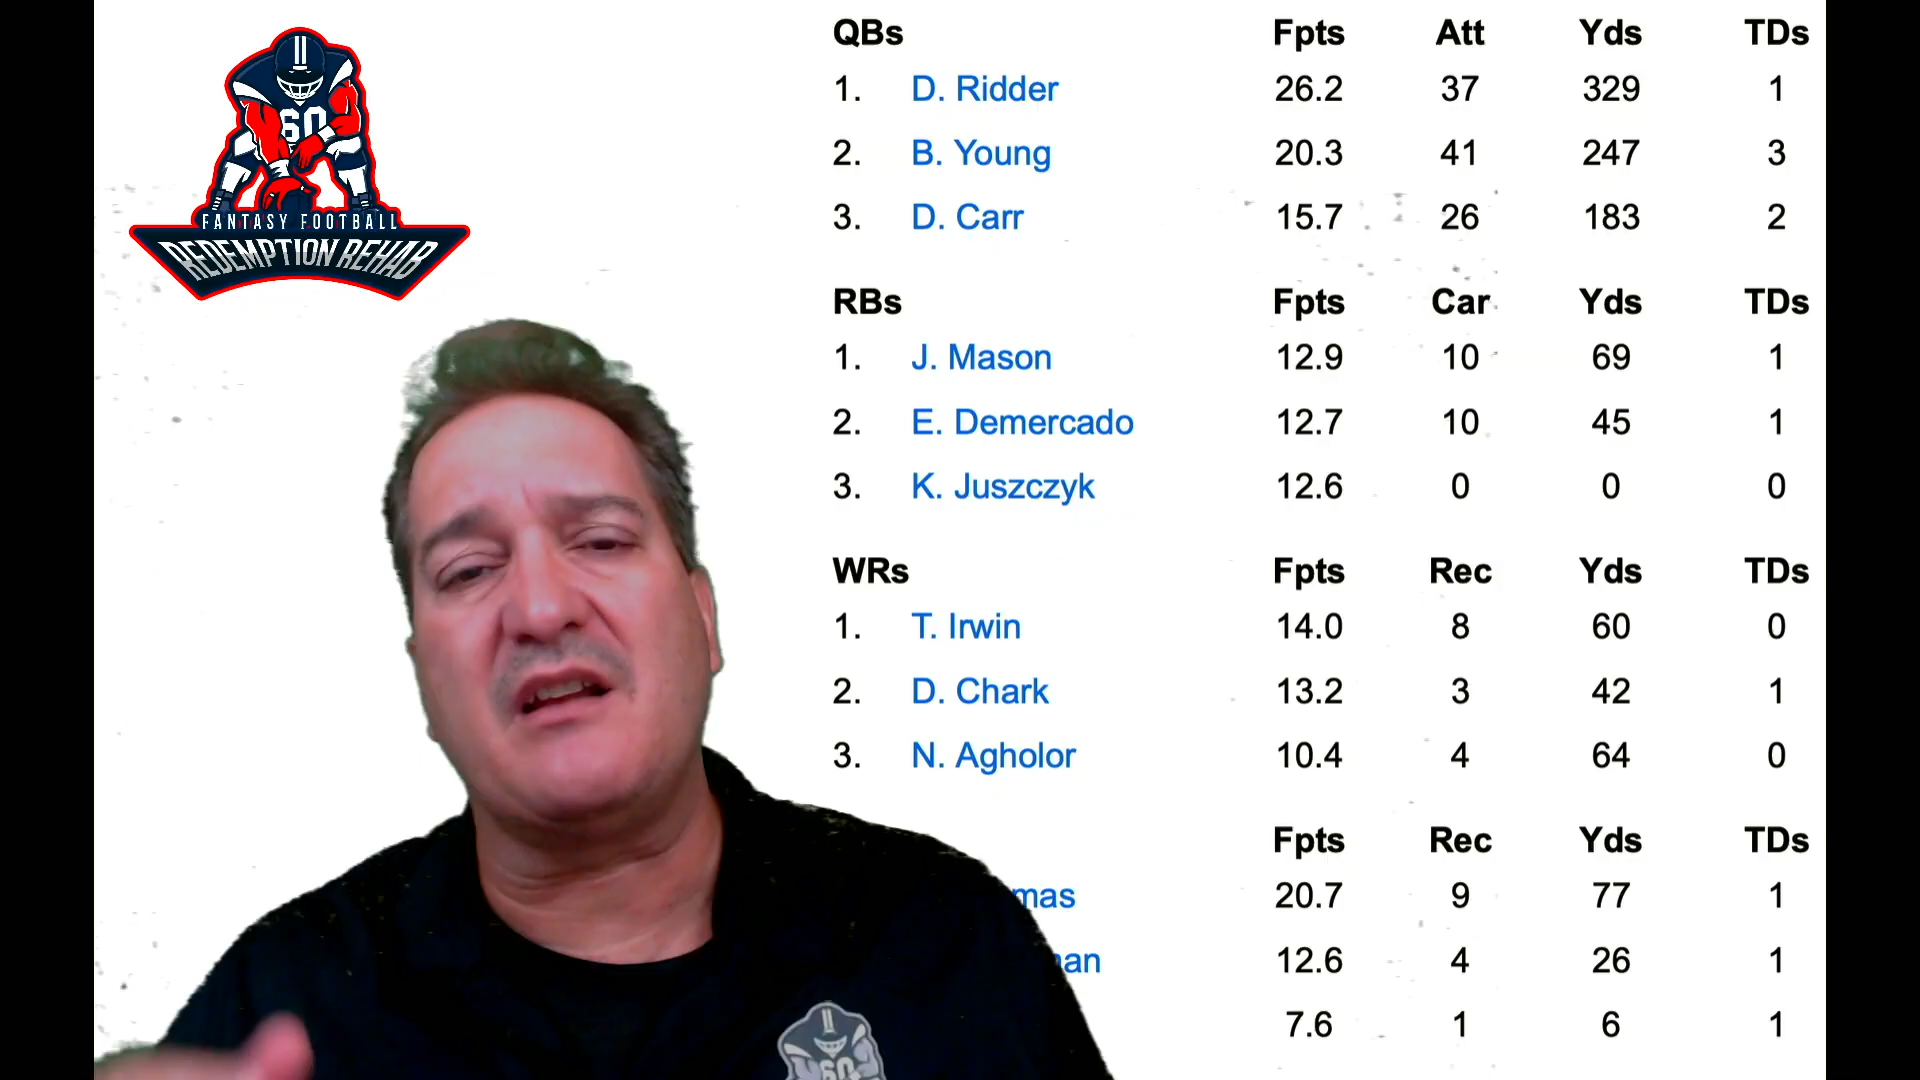 60
FANTASY FOOTBALL
REDEMPTION REHAB
QBs Fpts Att Yds TDs
1. D. Ridder 26.2 37 329 1
2. B. Young 20.3 41 247 3
3. D. Carr 15.7 26 183 2
RBs Fpts Car Yds TDs
1. J. Mason 12.9 10 69 1
2. E. Demercado 12.7 10 45 1
3. K. Juszczyk 12.6 0 0 0
WRs Fpts Rec Yds TDs
1. T. Irwin 14.0 8 60 0
2. D. Chark 13.2 3 42 1
3. N. Agholor 10.4 4 64 0
Fpts Rec Yds TDs
mas 20.7 9 77 1
an 12.6 4 26 1
7.6 1 6 1
60